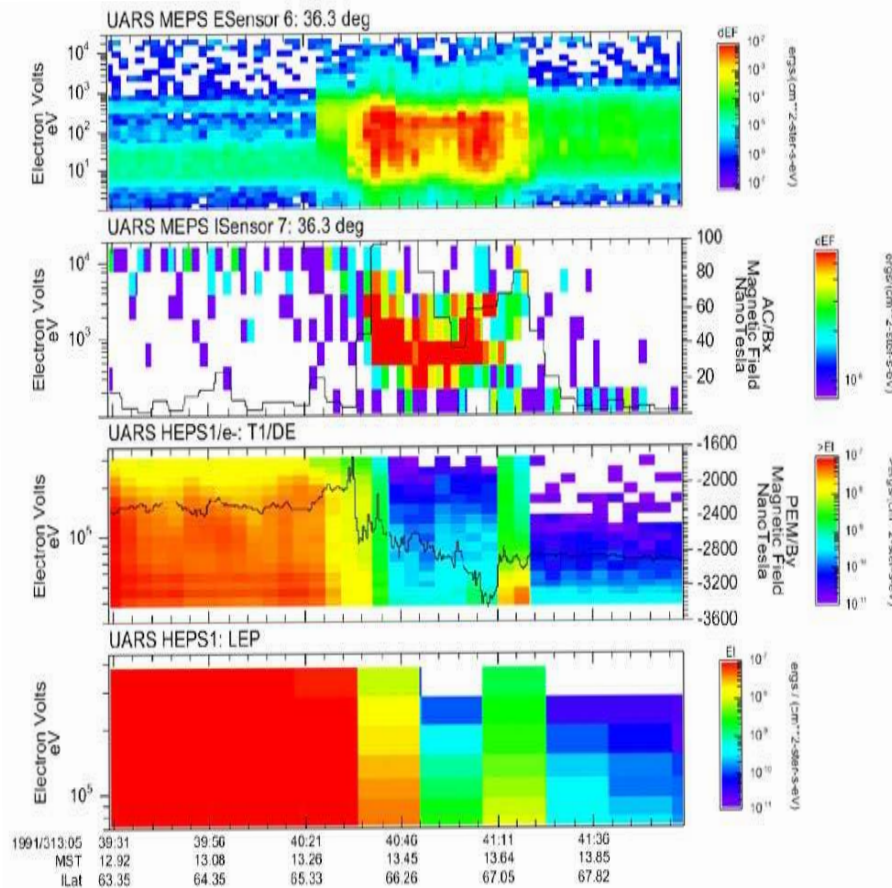 UARS MEPS ESensor 6: 36.3 deg
Electron Volts
eV
10^4
10^3
10^2
10^1
dEF
10^2
10^3
10^4
10^5
10^6
10^7
ergs/(cm**2-ster-s-eV)
UARS MEPS ISensor 7: 36.3 deg
Electron Volts
eV
10^4
10^3
100
80
60
40
20
AC/Bx
Magnetic Field
NanoTesla
dEF
10^6
UARS HEPS1/e-: T1/DE
Electron Volts
eV
10^5
-1600
-2000
-2400
-2800
-3200
-3600
PEM/By
Magnetic Field
NanoTesla
>EI
10^7
10^8
10^9
10^10
10^11
UARS HEPS1: LEP
Electron Volts
eV
10^5
EI
10^7
10^8
10^9
10^10
10^11
ergs / (cm**2-ster-s-eV)
1991/313:05 39:31 39:56 40:21 40:46 41:11 41:36
MST 12.92 13.08 13.26 13.45 13.64 13.85
ILat 63.35 64.35 65.33 66.26 67.05 67.82